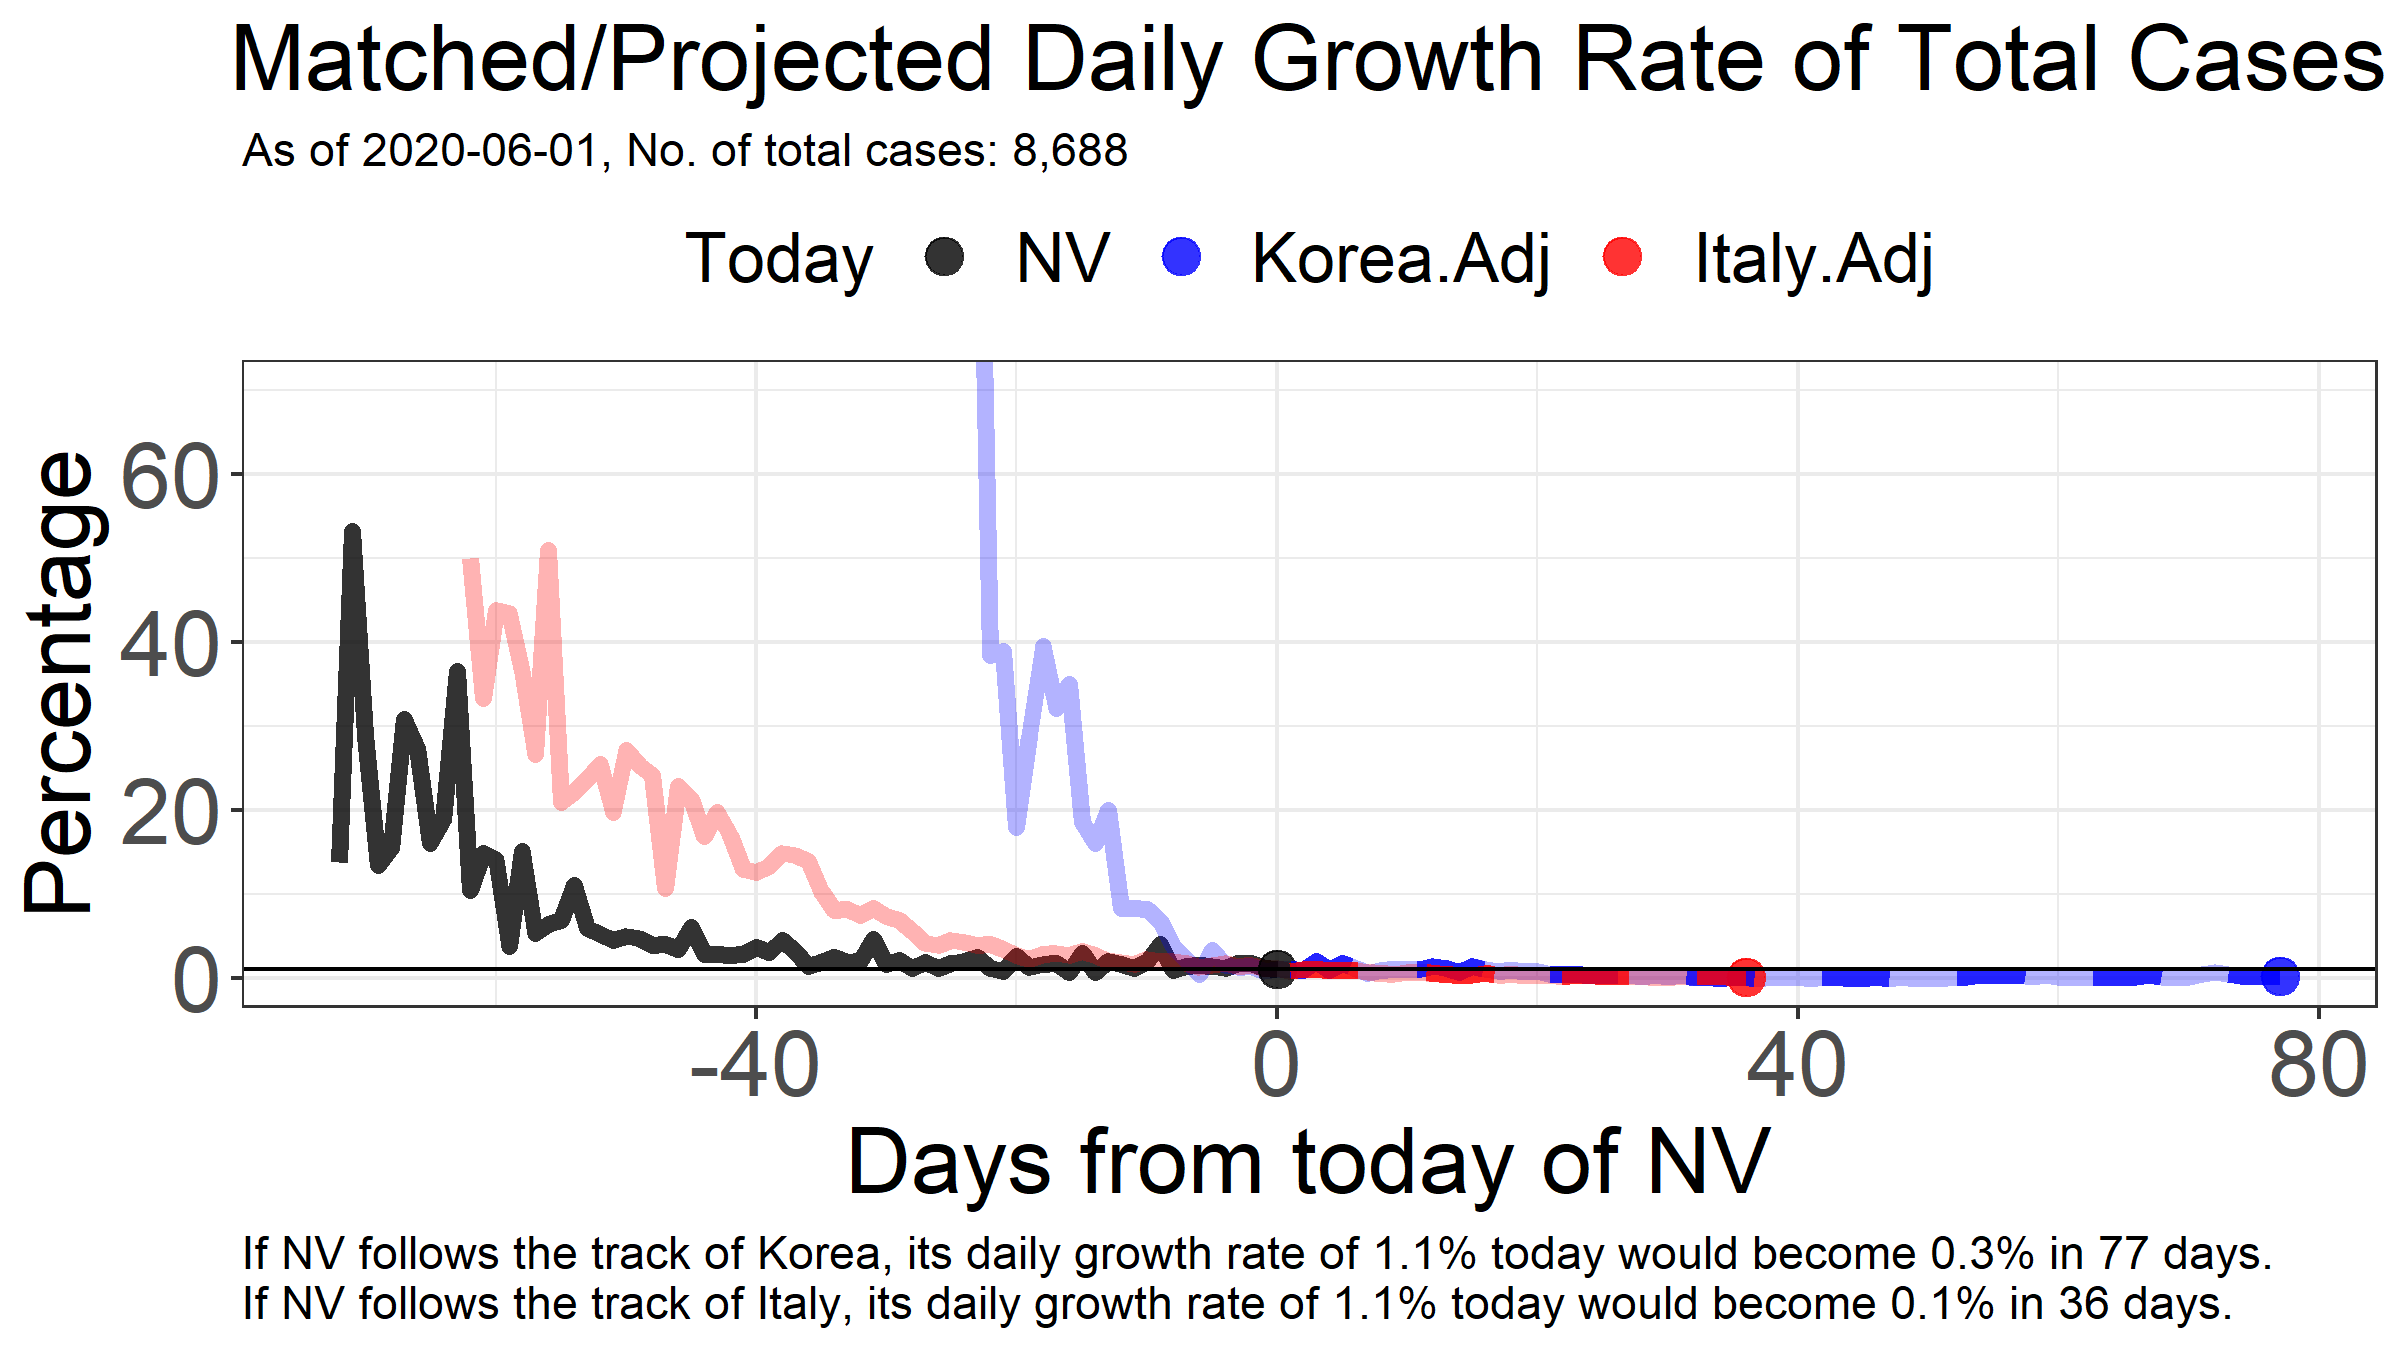 Matched/Projected Daily Growth Rate of Total Cases
As of 2020-06-01, No. of total cases: 8,688
Today NV Korea.Adj Italy.Adj
Percentage
60
40
20
0
-40 0 40 80
Days from today of NV
If NV follows the track of Korea, its daily growth rate of 1.1% today would become 0.3% in 77 days.
If NV follows the track of Italy, its daily growth rate of 1.1% today would become 0.1% in 36 days.